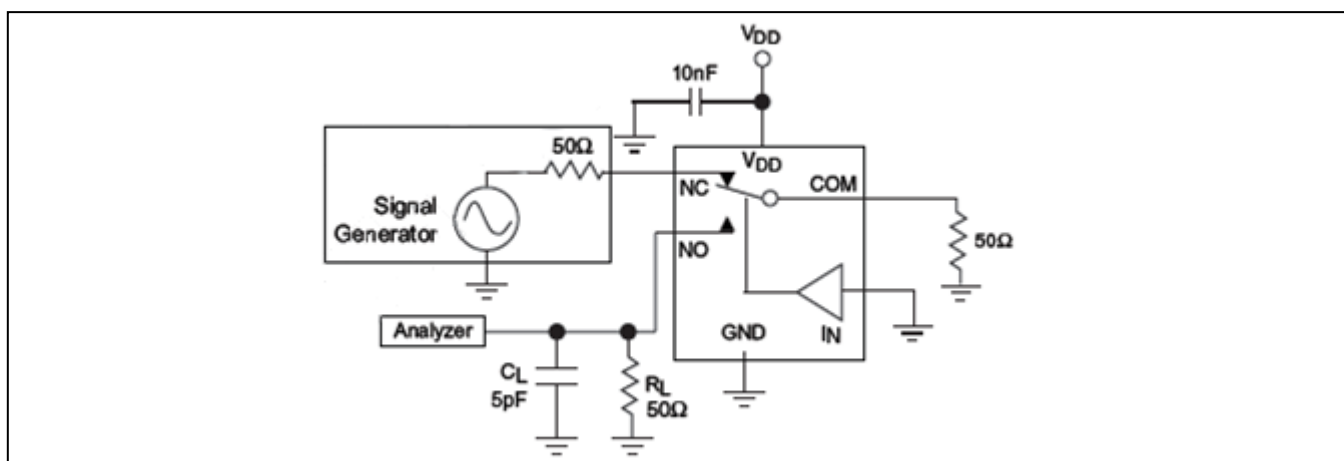 VDD
10nF
50Ω
VDD
NC
COM
Signal
Generator
NO
50Ω
Analyzer
GND
IN
CL
5pF
RL
50Ω